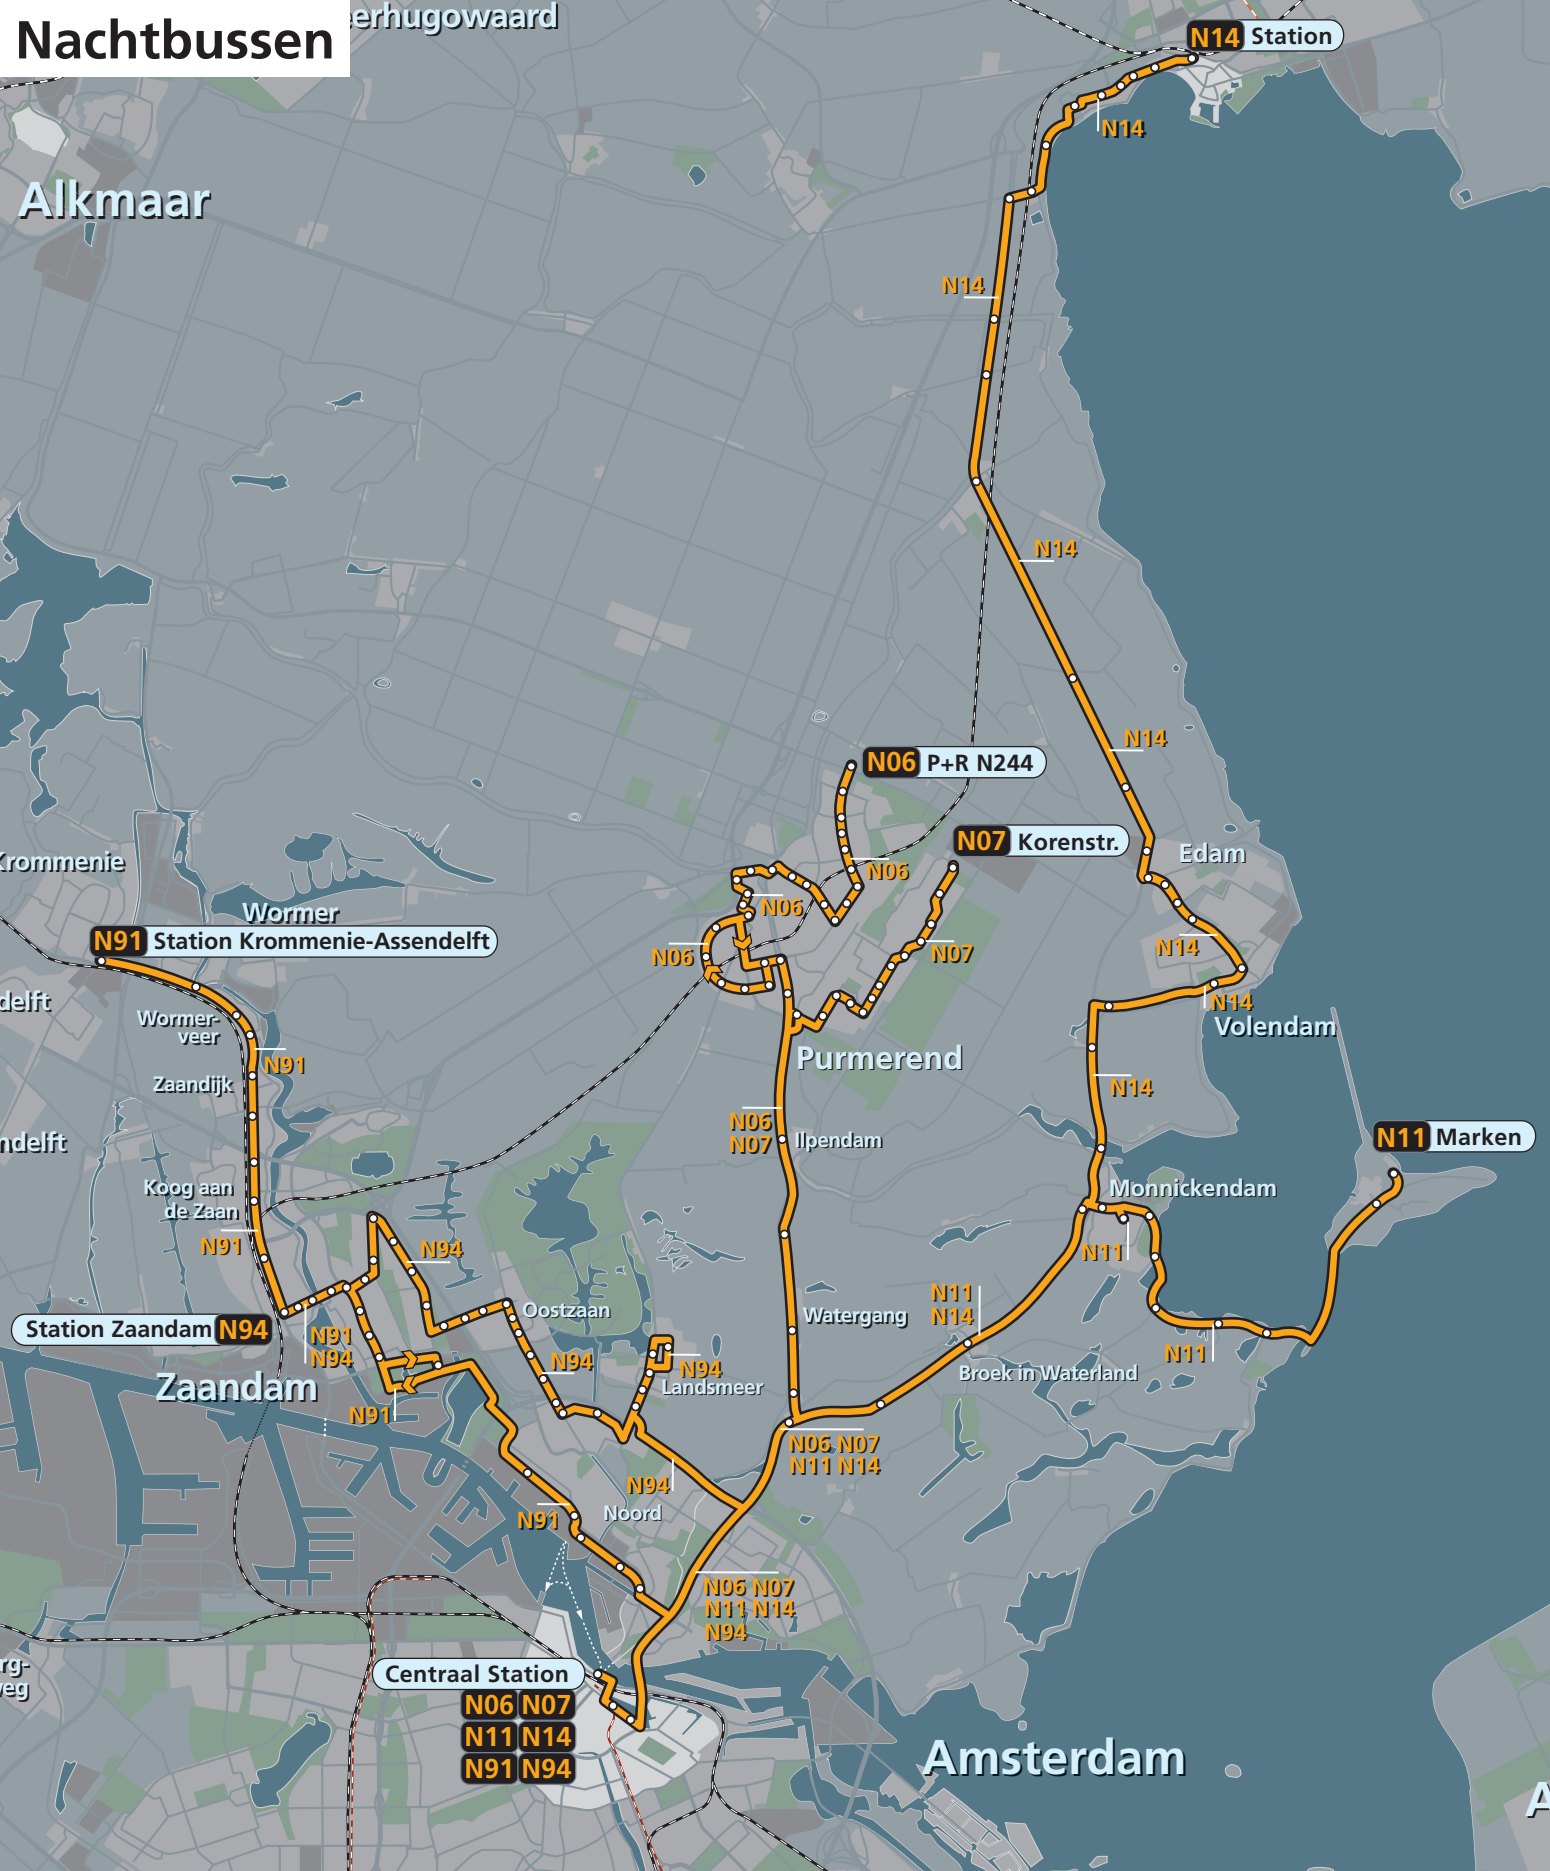 Nachtbussen
erhugowaard
N14 Station
N14
Alkmaar
N14
N14
N14
N06 P+R N244
N07 Korenstr.
Edam
Krommenie
N06
N06
Wormer
N91 Station Krommenie-Assendelft
N06
N07
N14
N14
delft
Wormer-
veer
Volendam
N91
Purmerend
Zaandijk
N14
N06
N07
Ilpendam
ndelft
N11 Marken
Koog aan
de Zaan
Monnickendam
N91
N94
N11
N11
N14
Oostzaan
Watergang
Station Zaandam N94
N91
N94
N94
N94
Landsmeer
N11
Broek in Waterland
Zaandam
N91
N06 N07
N11 N14
N94
N91
Noord
N06 N07
N11 N14
N94
rg-
veg
Centraal Station
N06 N07
N11 N14
N91 N94
Amsterdam
A